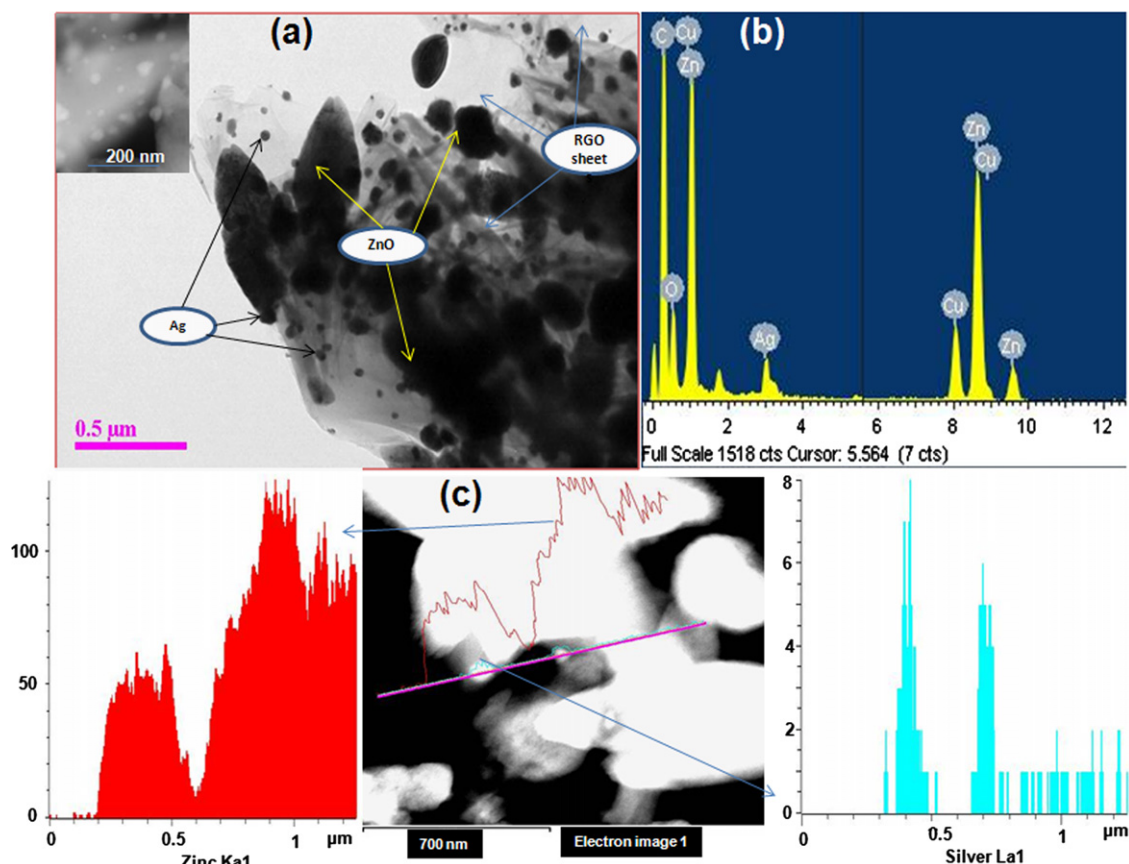 (a)
200 nm
RGO
sheet
ZnO
Ag
0.5 µm
(b)
C
Cu
Zn
O
Ag
Cu
Zn
Cu
Zn
0 2 4 6 8 10 12
Full Scale 1518 cts Cursor: 5.564 (7 cts)
100
50
0
0 0.5 1 µm
Zinc Ka1
(c)
700 nm
Electron image 1
8
6
4
2
0
0.5 1 µm
Silver La1